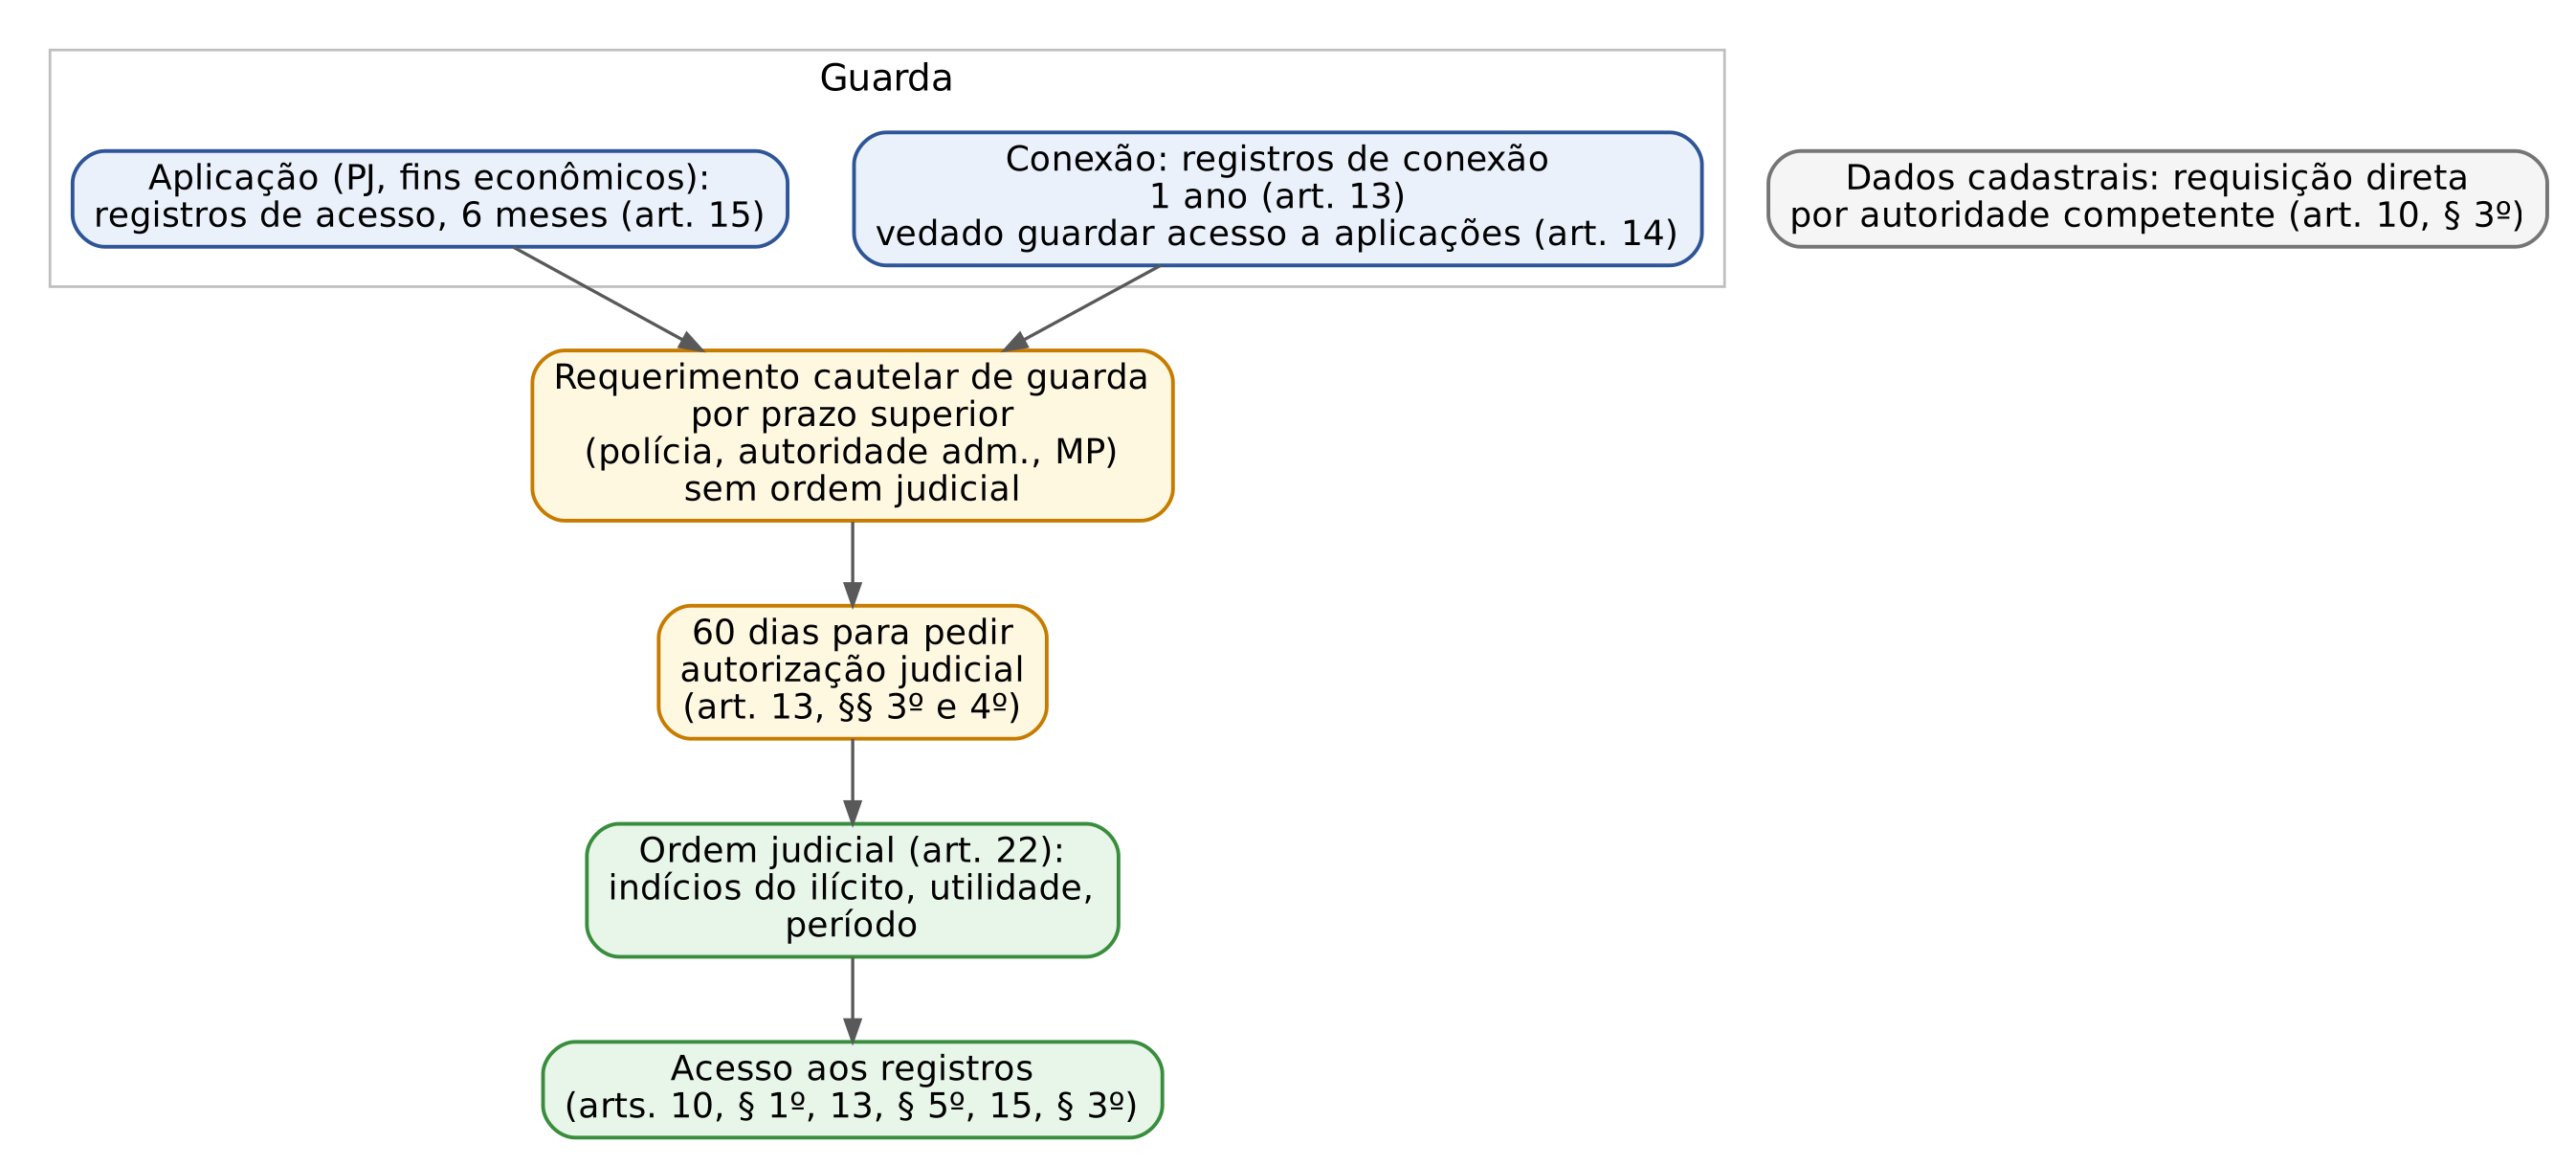 Guarda
Aplicação (PJ, fins econômicos):
registros de acesso, 6 meses (art. 15)
Conexão: registros de conexão
1 ano (art. 13)
vedado guardar acesso a aplicações (art. 14)
Dados cadastrais: requisição direta
por autoridade competente (art. 10, § 3º)
Requerimento cautelar de guarda
por prazo superior
(polícia, autoridade adm., MP)
sem ordem judicial
60 dias para pedir
autorização judicial
(art. 13, §§ 3º e 4º)
Ordem judicial (art. 22):
indícios do ilícito, utilidade,
período
Acesso aos registros
(arts. 10, § 1º, 13, § 5º, 15, § 3º)